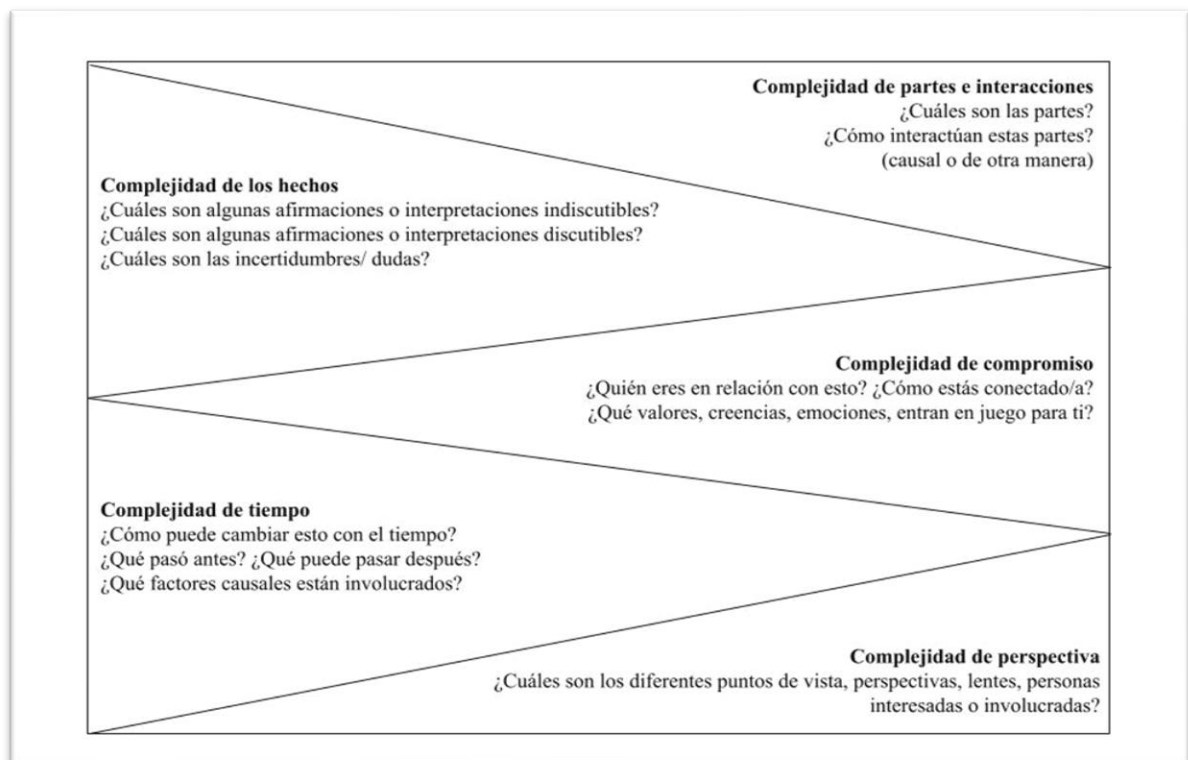 Complejidad de partes e interacciones
¿Cuáles son las partes?
¿Cómo interactúan estas partes?
(causal o de otra manera)
Complejidad de los hechos
¿Cuáles son algunas afirmaciones o interpretaciones indiscutibles?
¿Cuáles son algunas afirmaciones o interpretaciones discutibles?
¿Cuáles son las incertidumbres/ dudas?
Complejidad de compromiso
¿Quién eres en relación con esto? ¿Cómo estás conectado/a?
¿Qué valores, creencias, emociones, entran en juego para ti?
Complejidad de tiempo
¿Cómo puede cambiar esto con el tiempo?
¿Qué pasó antes? ¿Qué puede pasar después?
¿Qué factores causales están involucrados?
Complejidad de perspectiva
¿Cuáles son los diferentes puntos de vista, perspectivas, lentes, personas
interesadas o involucradas?